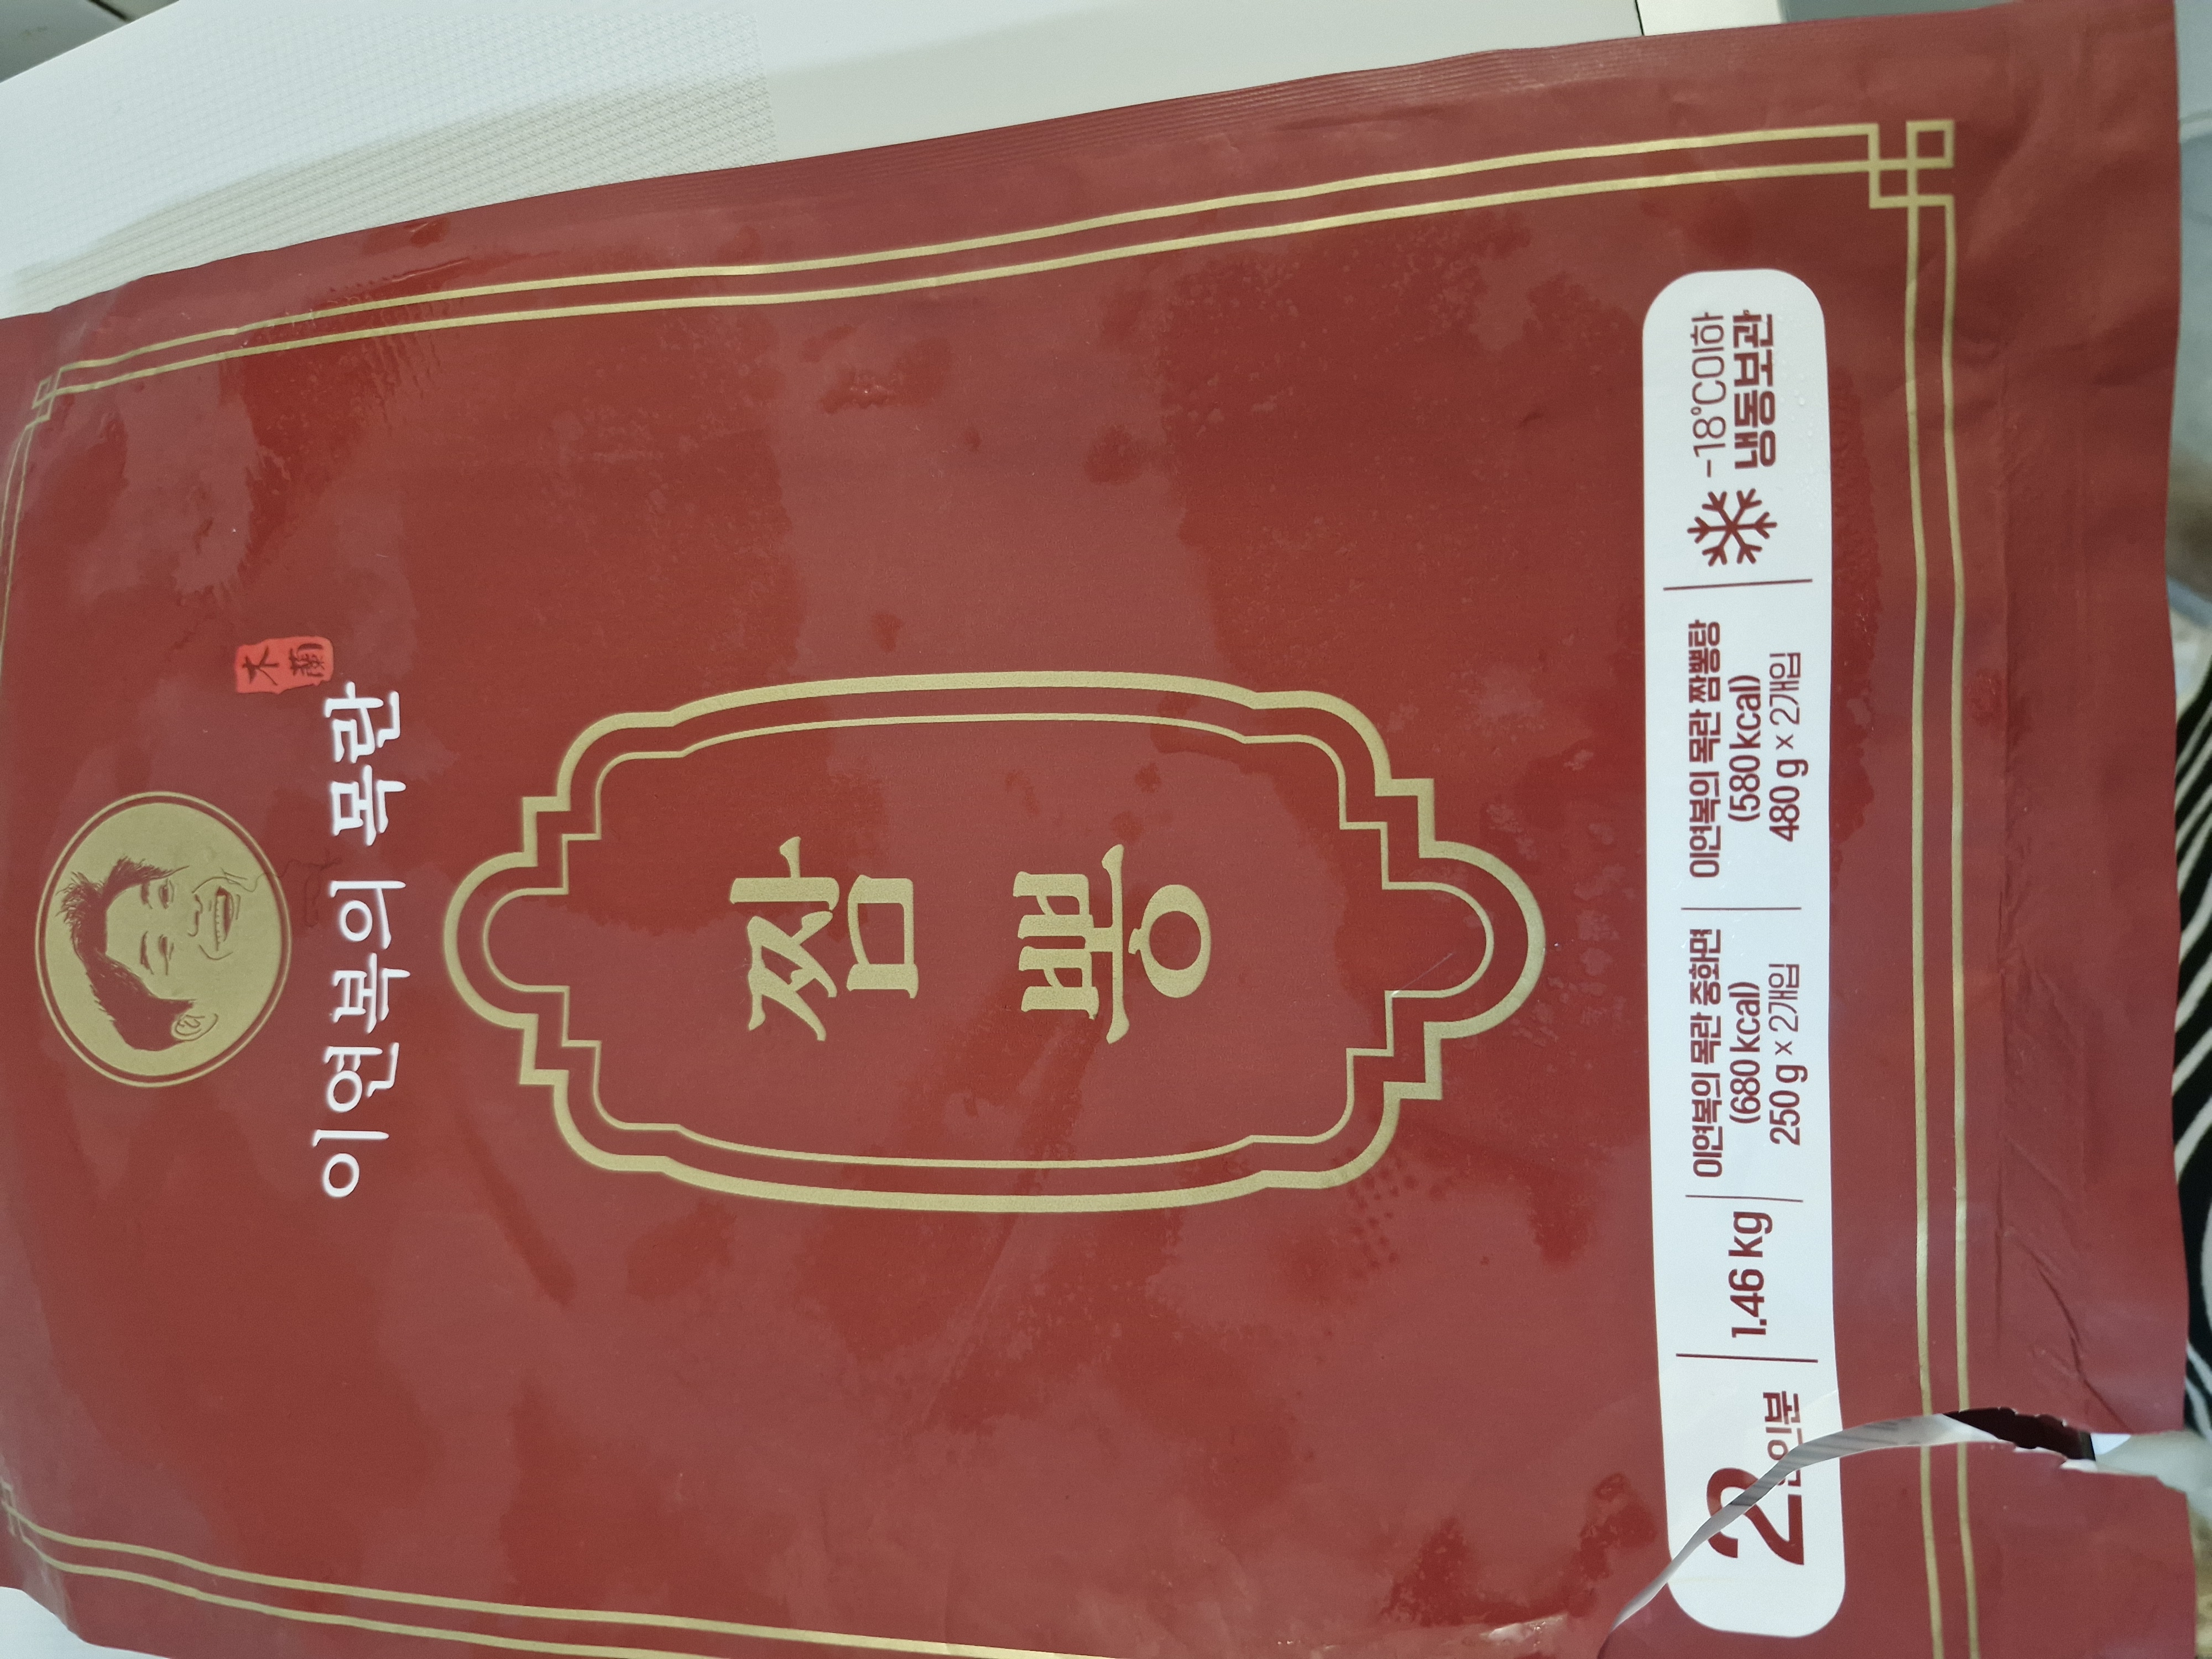 木蘭
이연복의 목란
짬
뽕
2인분
1.46 kg
이연복의 목란 중화면
(680 kcal)
250 g x 2개입
이연복의 목란 짬뽕탕
(580 kcal)
480 g x 2개입
-18°C이하
냉동보관